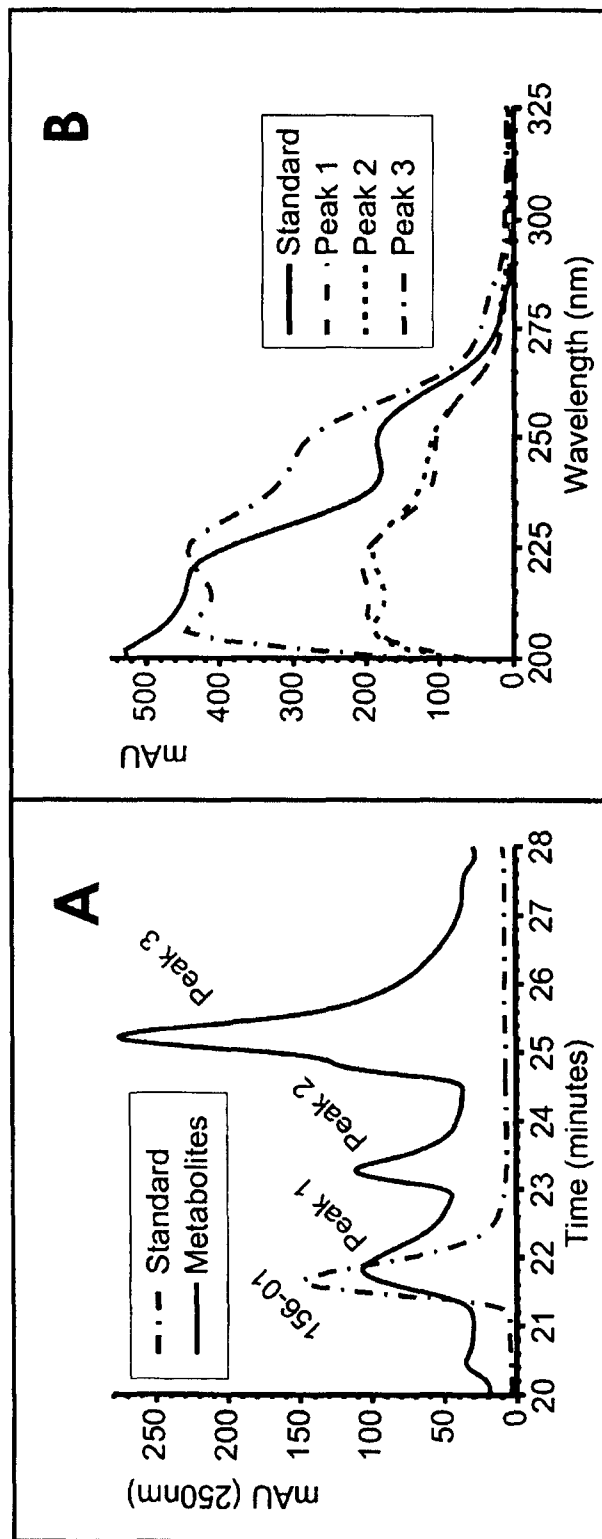 A
Standard
Metabolites
mAU (250nm)
250
200
150
100
50
0
156-01
Peak 1
Peak 2
Peak 3
20
21
22
23
24
25
26
27
28
Time (minutes)
B
Standard
Peak 1
Peak 2
Peak 3
mAU
500
400
300
200
100
0
200
225
250
275
300
325
Wavelength (nm)